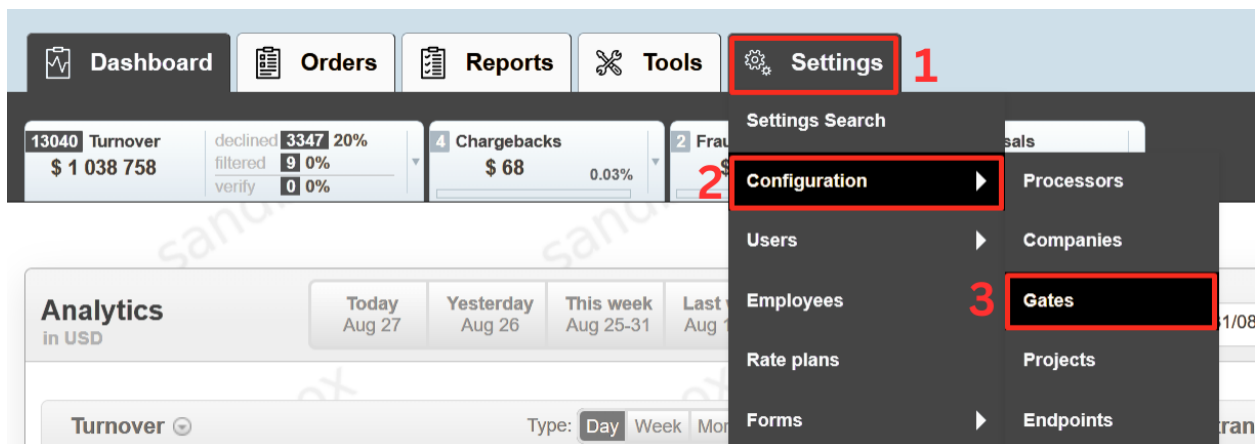 Dashboard Orders Reports Tools Settings 1
Settings Search
13040 Turnover declined 3347 20% 4 Chargebacks 2
$ 1 038 758 filtered 9 0% $ 68 0.03%
verify 0 0%
2 Configuration Processors
Users Companies
Analytics Today Yesterday This week Employees 3 Gates
in USD Aug 27 Aug 26 Aug 25-31 Aug
Rate plans Projects
Turnover Type: Day Week Forms Endpoints